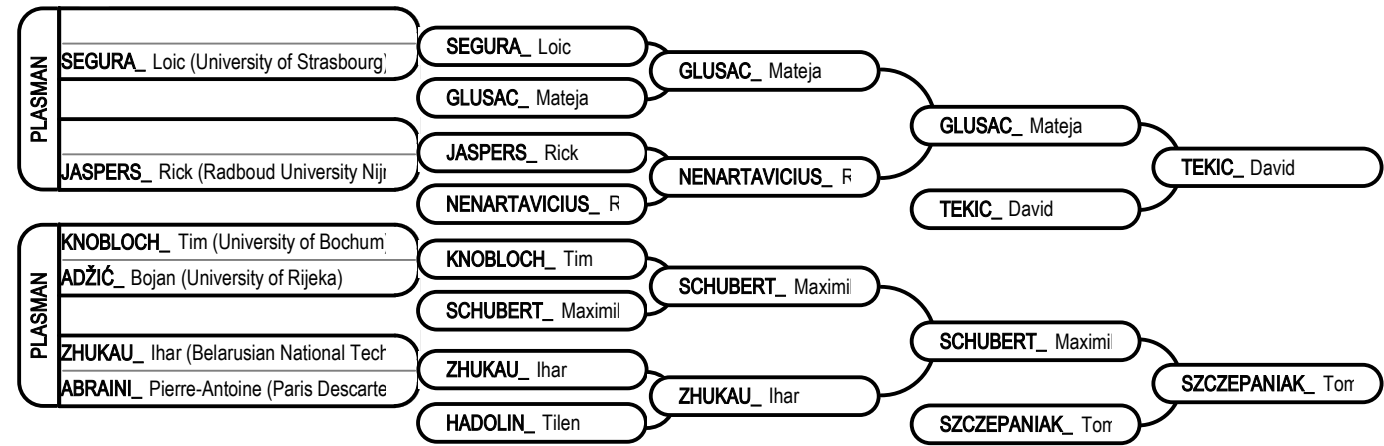 PLASMAN
SEGURA_ Loic (University of Strasbourg)
JASPERS_ Rick (Radboud University Nij
SEGURA_ Loic
GLUSAC_ Mateja
JASPERS_ Rick
NENARTAVICIUS_ R
GLUSAC_ Mateja
NENARTAVICIUS_ R
GLUSAC_ Mateja
TEKIC_ David
TEKIC_ David
PLASMAN
KNOBLOCH_ Tim (University of Bochum)
ADŽIĆ_ Bojan (University of Rijeka)
ZHUKAU_ Ihar (Belarusian National Tech
ABRAINI_ Pierre-Antoine (Paris Descarte
KNOBLOCH_ Tim
SCHUBERT_ Maximil
ZHUKAU_ Ihar
HADOLIN_ Tilen
SCHUBERT_ Maximil
ZHUKAU_ Ihar
SCHUBERT_ Maximil
SZCZEPANIAK_ Tom
SZCZEPANIAK_ Tom